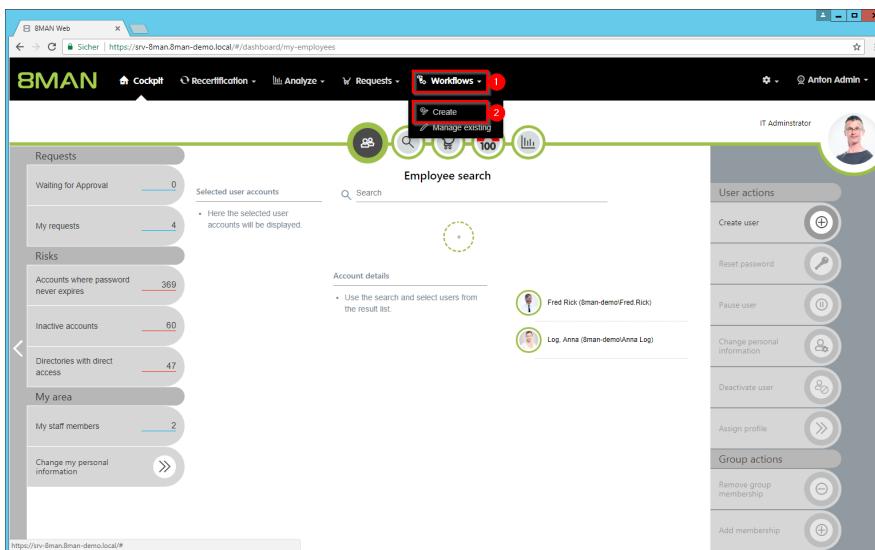 8MAN Web
Sicher
https://srv-8man.8man-demo.local/#/dashboard/my-employees
8MAN
Cockpit
Recertification
Analyze
Requests
Workflows
1
Anton Admin
Create
2
Manage existing
IT Adminstrator
100
Requests
Waiting for Approval
0
My requests
4
Risks
Accounts where password
never expires
369
Inactive accounts
60
Directories with direct
access
47
My area
My staff members
2
Change my personal
information
Employee search
Selected user accounts
Search
• Here the selected user
accounts will be displayed.
Account details
• Use the search and select users from
the result list.
Fred Rick (8man-demo\Fred.Rick)
Log, Anna (8man-demo\Anna Log)
User actions
Create user
Reset password
Pause user
Change personal
information
Deactivate user
Assign profile
Group actions
Remove group
membership
Add membership
https://srv-8man.8man-demo.local/#